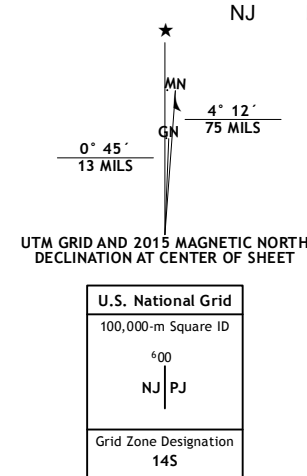 NJ
★
MN
GN
4° 12´
75 MILS
0° 45´
13 MILS
UTM GRID AND 2015 MAGNETIC NORTH
DECLINATION AT CENTER OF SHEET
U.S. National Grid
100,000-m Square ID
⁶00
NJ PJ
Grid Zone Designation
14S